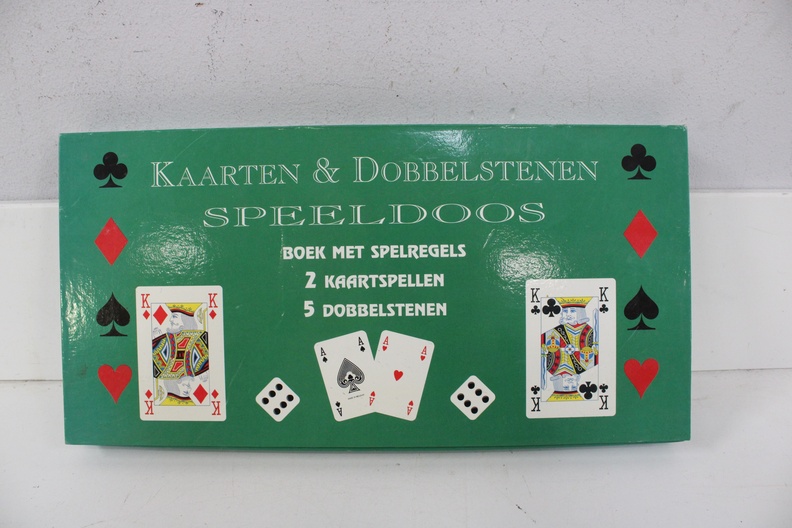 KAARTEN & DOBBELSTENEN
SPEELDOOS
BOEK MET SPELREGELS
2 KAARTSPELLEN
5 DOBBELSTENEN
K K
K K
A A
A A
K K
K K